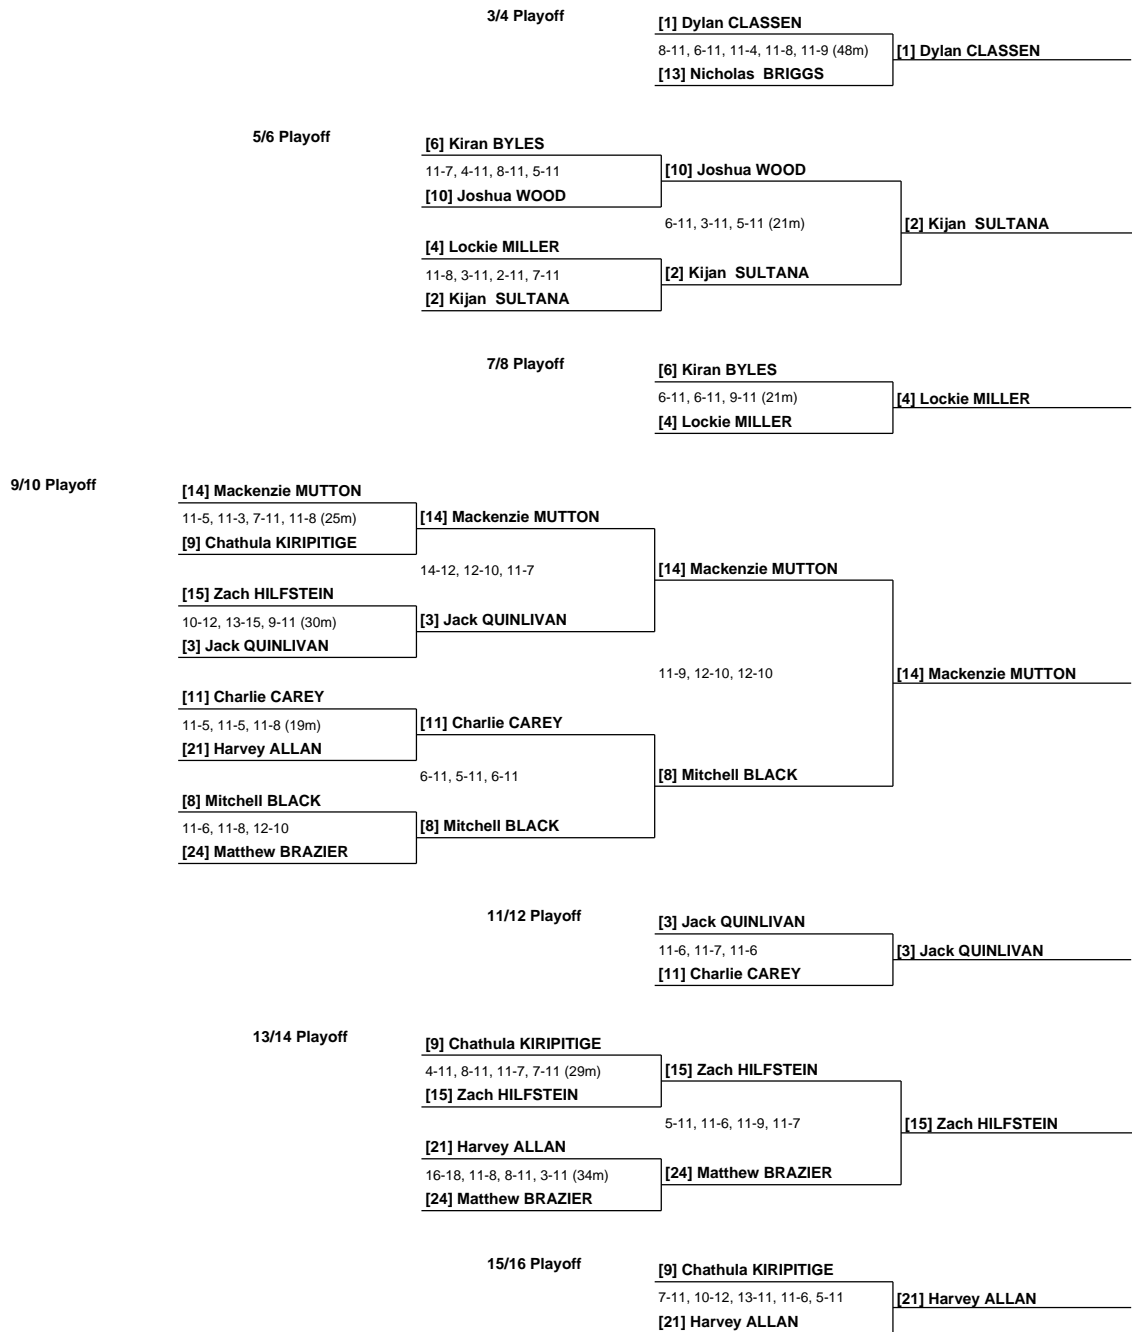 3/4 Playoff
[1] Dylan CLASSEN
8-11, 6-11, 11-4, 11-8, 11-9 (48m)
[1] Dylan CLASSEN
[13] Nicholas  BRIGGS
5/6 Playoff
[6] Kiran BYLES
11-7, 4-11, 8-11, 5-11
[10] Joshua WOOD
[10] Joshua WOOD
6-11, 3-11, 5-11 (21m)
[2] Kijan  SULTANA
[4] Lockie MILLER
11-8, 3-11, 2-11, 7-11
[2] Kijan  SULTANA
[2] Kijan  SULTANA
7/8 Playoff
[6] Kiran BYLES
6-11, 6-11, 9-11 (21m)
[4] Lockie MILLER
[4] Lockie MILLER
9/10 Playoff
[14] Mackenzie MUTTON
11-5, 11-3, 7-11, 11-8 (25m)
[14] Mackenzie MUTTON
[9] Chathula KIRIPITIGE
14-12, 12-10, 11-7
[14] Mackenzie MUTTON
[15] Zach HILFSTEIN
10-12, 13-15, 9-11 (30m)
[3] Jack QUINLIVAN
[3] Jack QUINLIVAN
11-9, 12-10, 12-10
[14] Mackenzie MUTTON
[11] Charlie CAREY
11-5, 11-5, 11-8 (19m)
[11] Charlie CAREY
[21] Harvey ALLAN
6-11, 5-11, 6-11
[8] Mitchell BLACK
[8] Mitchell BLACK
11-6, 11-8, 12-10
[8] Mitchell BLACK
[24] Matthew BRAZIER
11/12 Playoff
[3] Jack QUINLIVAN
11-6, 11-7, 11-6
[3] Jack QUINLIVAN
[11] Charlie CAREY
13/14 Playoff
[9] Chathula KIRIPITIGE
4-11, 8-11, 11-7, 7-11 (29m)
[15] Zach HILFSTEIN
[15] Zach HILFSTEIN
5-11, 11-6, 11-9, 11-7
[15] Zach HILFSTEIN
[21] Harvey ALLAN
16-18, 11-8, 8-11, 3-11 (34m)
[24] Matthew BRAZIER
[24] Matthew BRAZIER
15/16 Playoff
[9] Chathula KIRIPITIGE
7-11, 10-12, 13-11, 11-6, 5-11
[21] Harvey ALLAN
[21] Harvey ALLAN